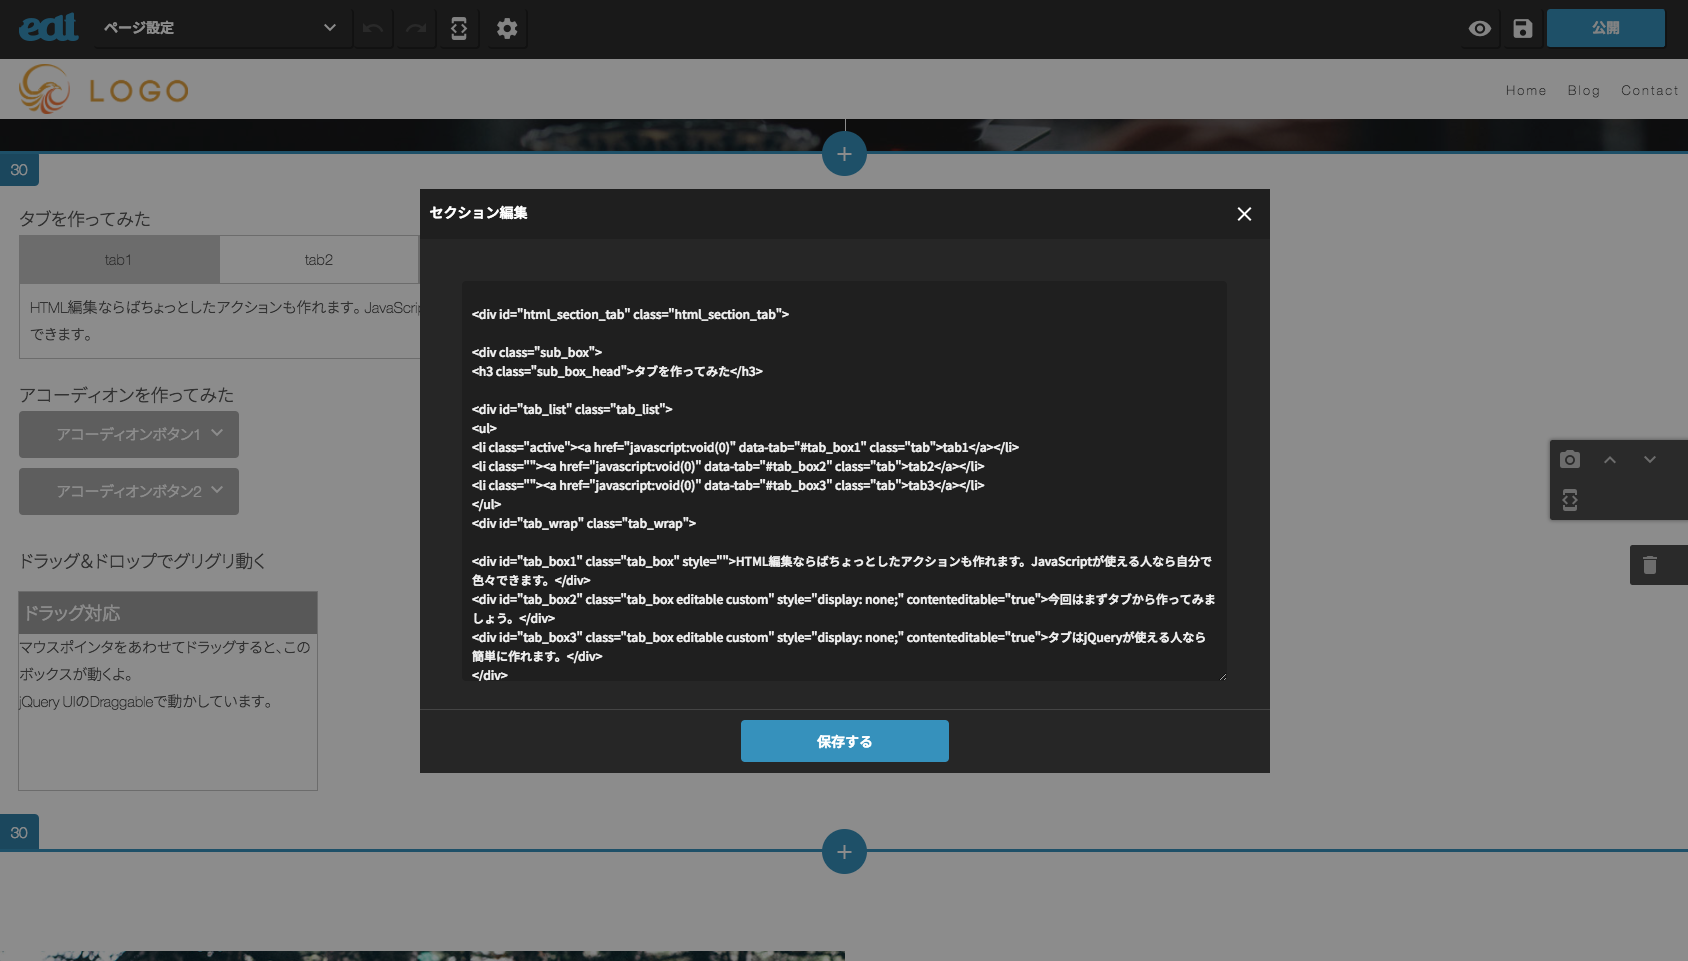 eat
ページ設定
公開
LOGO
Home Blog Contact
30
タブを作ってみた
tab1 tab2
HTML編集ならばちょっとしたアクションも作れます。JavaScrip
できます。
アコーディオンを作ってみた
アコーディオンボタン1
アコーディオンボタン2
ドラッグ&ドロップでグリグリ動く
ドラッグ対応
マウスポインタをあわせてドラッグすると、この
ボックスが動くよ。
jQuery UIのDraggableで動かしています。
30
セクション編集
<div id="html_section_tab" class="html_section_tab">
<div class="sub_box">
<h3 class="sub_box_head">タブを作ってみた</h3>
<div id="tab_list" class="tab_list">
<ul>
<li class="active"><a href="javascript:void(0)" data-tab="#tab_box1" class="tab">tab1</a></li>
<li class=""><a href="javascript:void(0)" data-tab="#tab_box2" class="tab">tab2</a></li>
<li class=""><a href="javascript:void(0)" data-tab="#tab_box3" class="tab">tab3</a></li>
</ul>
<div id="tab_wrap" class="tab_wrap">
<div id="tab_box1" class="tab_box" style="">HTML編集ならばちょっとしたアクションも作れます。JavaScriptが使える人なら自分で
色々できます。</div>
<div id="tab_box2" class="tab_box editable custom" style="display: none;" contenteditable="true">今回はまずタブから作ってみま
しょう。</div>
<div id="tab_box3" class="tab_box editable custom" style="display: none;" contenteditable="true">タブはjQueryが使える人なら
簡単に作れます。</div>
</div>
保存する